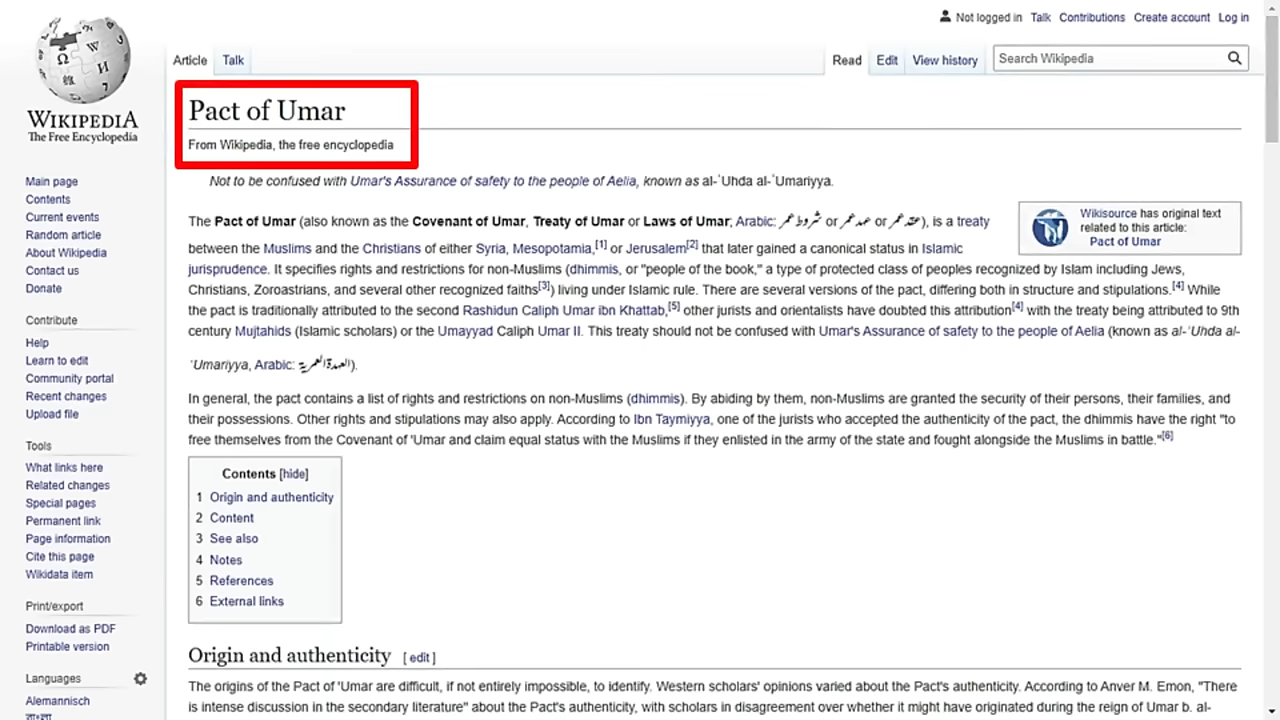 Not logged in Talk Contributions Create account Log in
Article Talk Read Edit View history Search Wikipedia
WIKIPEDIA
The Free Encyclopedia
Main page
Contents
Current events
Random article
About Wikipedia
Contact us
Donate
Contribute
Help
Learn to edit
Community portal
Recent changes
Upload file
Tools
What links here
Related changes
Special pages
Permanent link
Page information
Cite this page
Wikidata item
Print/export
Download as PDF
Printable version
Languages
Alemannisch
বাংলা
Pact of Umar
From Wikipedia, the free encyclopedia
Not to be confused with Umar's Assurance of safety to the people of Aelia, known as al-ʿUhda al-ʿUmariyya.
Wikisource has original text
related to this article:
Pact of Umar
The Pact of Umar (also known as the Covenant of Umar, Treaty of Umar or Laws of Umar; Arabic: شروط عمر or عهد عمر or عقد عمر), is a treaty
between the Muslims and the Christians of either Syria, Mesopotamia,[1] or Jerusalem[2] that later gained a canonical status in Islamic
jurisprudence. It specifies rights and restrictions for non-Muslims (dhimmis, or "people of the book," a type of protected class of peoples recognized by Islam including Jews,
Christians, Zoroastrians, and several other recognized faiths[3]) living under Islamic rule. There are several versions of the pact, differing both in structure and stipulations.[4] While
the pact is traditionally attributed to the second Rashidun Caliph Umar ibn Khattab,[5] other jurists and orientalists have doubted this attribution[4] with the treaty being attributed to 9th
century Mujtahids (Islamic scholars) or the Umayyad Caliph Umar II. This treaty should not be confused with Umar's Assurance of safety to the people of Aelia (known as al-ʿUhda al-
ʿUmariyya, Arabic: العهدة العمرية).
In general, the pact contains a list of rights and restrictions on non-Muslims (dhimmis). By abiding by them, non-Muslims are granted the security of their persons, their families, and
their possessions. Other rights and stipulations may also apply. According to Ibn Taymiyya, one of the jurists who accepted the authenticity of the pact, the dhimmis have the right "to
free themselves from the Covenant of 'Umar and claim equal status with the Muslims if they enlisted in the army of the state and fought alongside the Muslims in battle."[6]
Contents [hide]
1 Origin and authenticity
2 Content
3 See also
4 Notes
5 References
6 External links
Origin and authenticity [ edit ]
The origins of the Pact of 'Umar are difficult, if not entirely impossible, to identify. Western scholars' opinions varied about the Pact's authenticity. According to Anver M. Emon, "There
is intense discussion in the secondary literature" about the Pact's authenticity, with scholars in disagreement over whether it might have originated during the reign of Umar b. al-